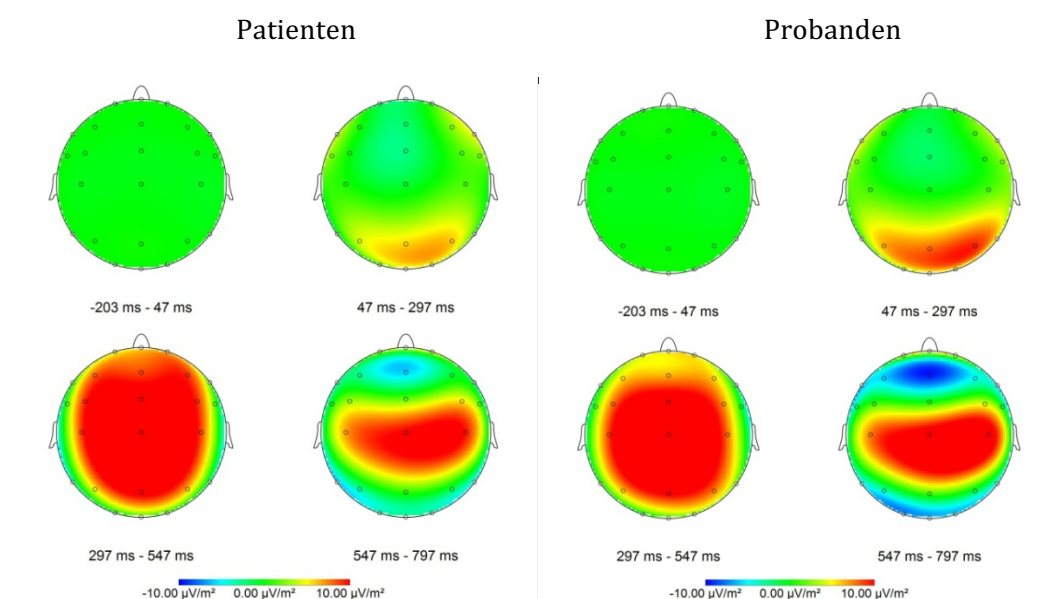 Patienten
Probanden
-203 ms - 47 ms
47 ms - 297 ms
-203 ms - 47 ms
47 ms - 297 ms
297 ms - 547 ms
547 ms - 797 ms
297 ms - 547 ms
547 ms - 797 ms
-10.00 µV/m² 0.00 µV/m² 10.00 µV/m²
-10.00 µV/m² 0.00 µV/m² 10.00 µV/m²